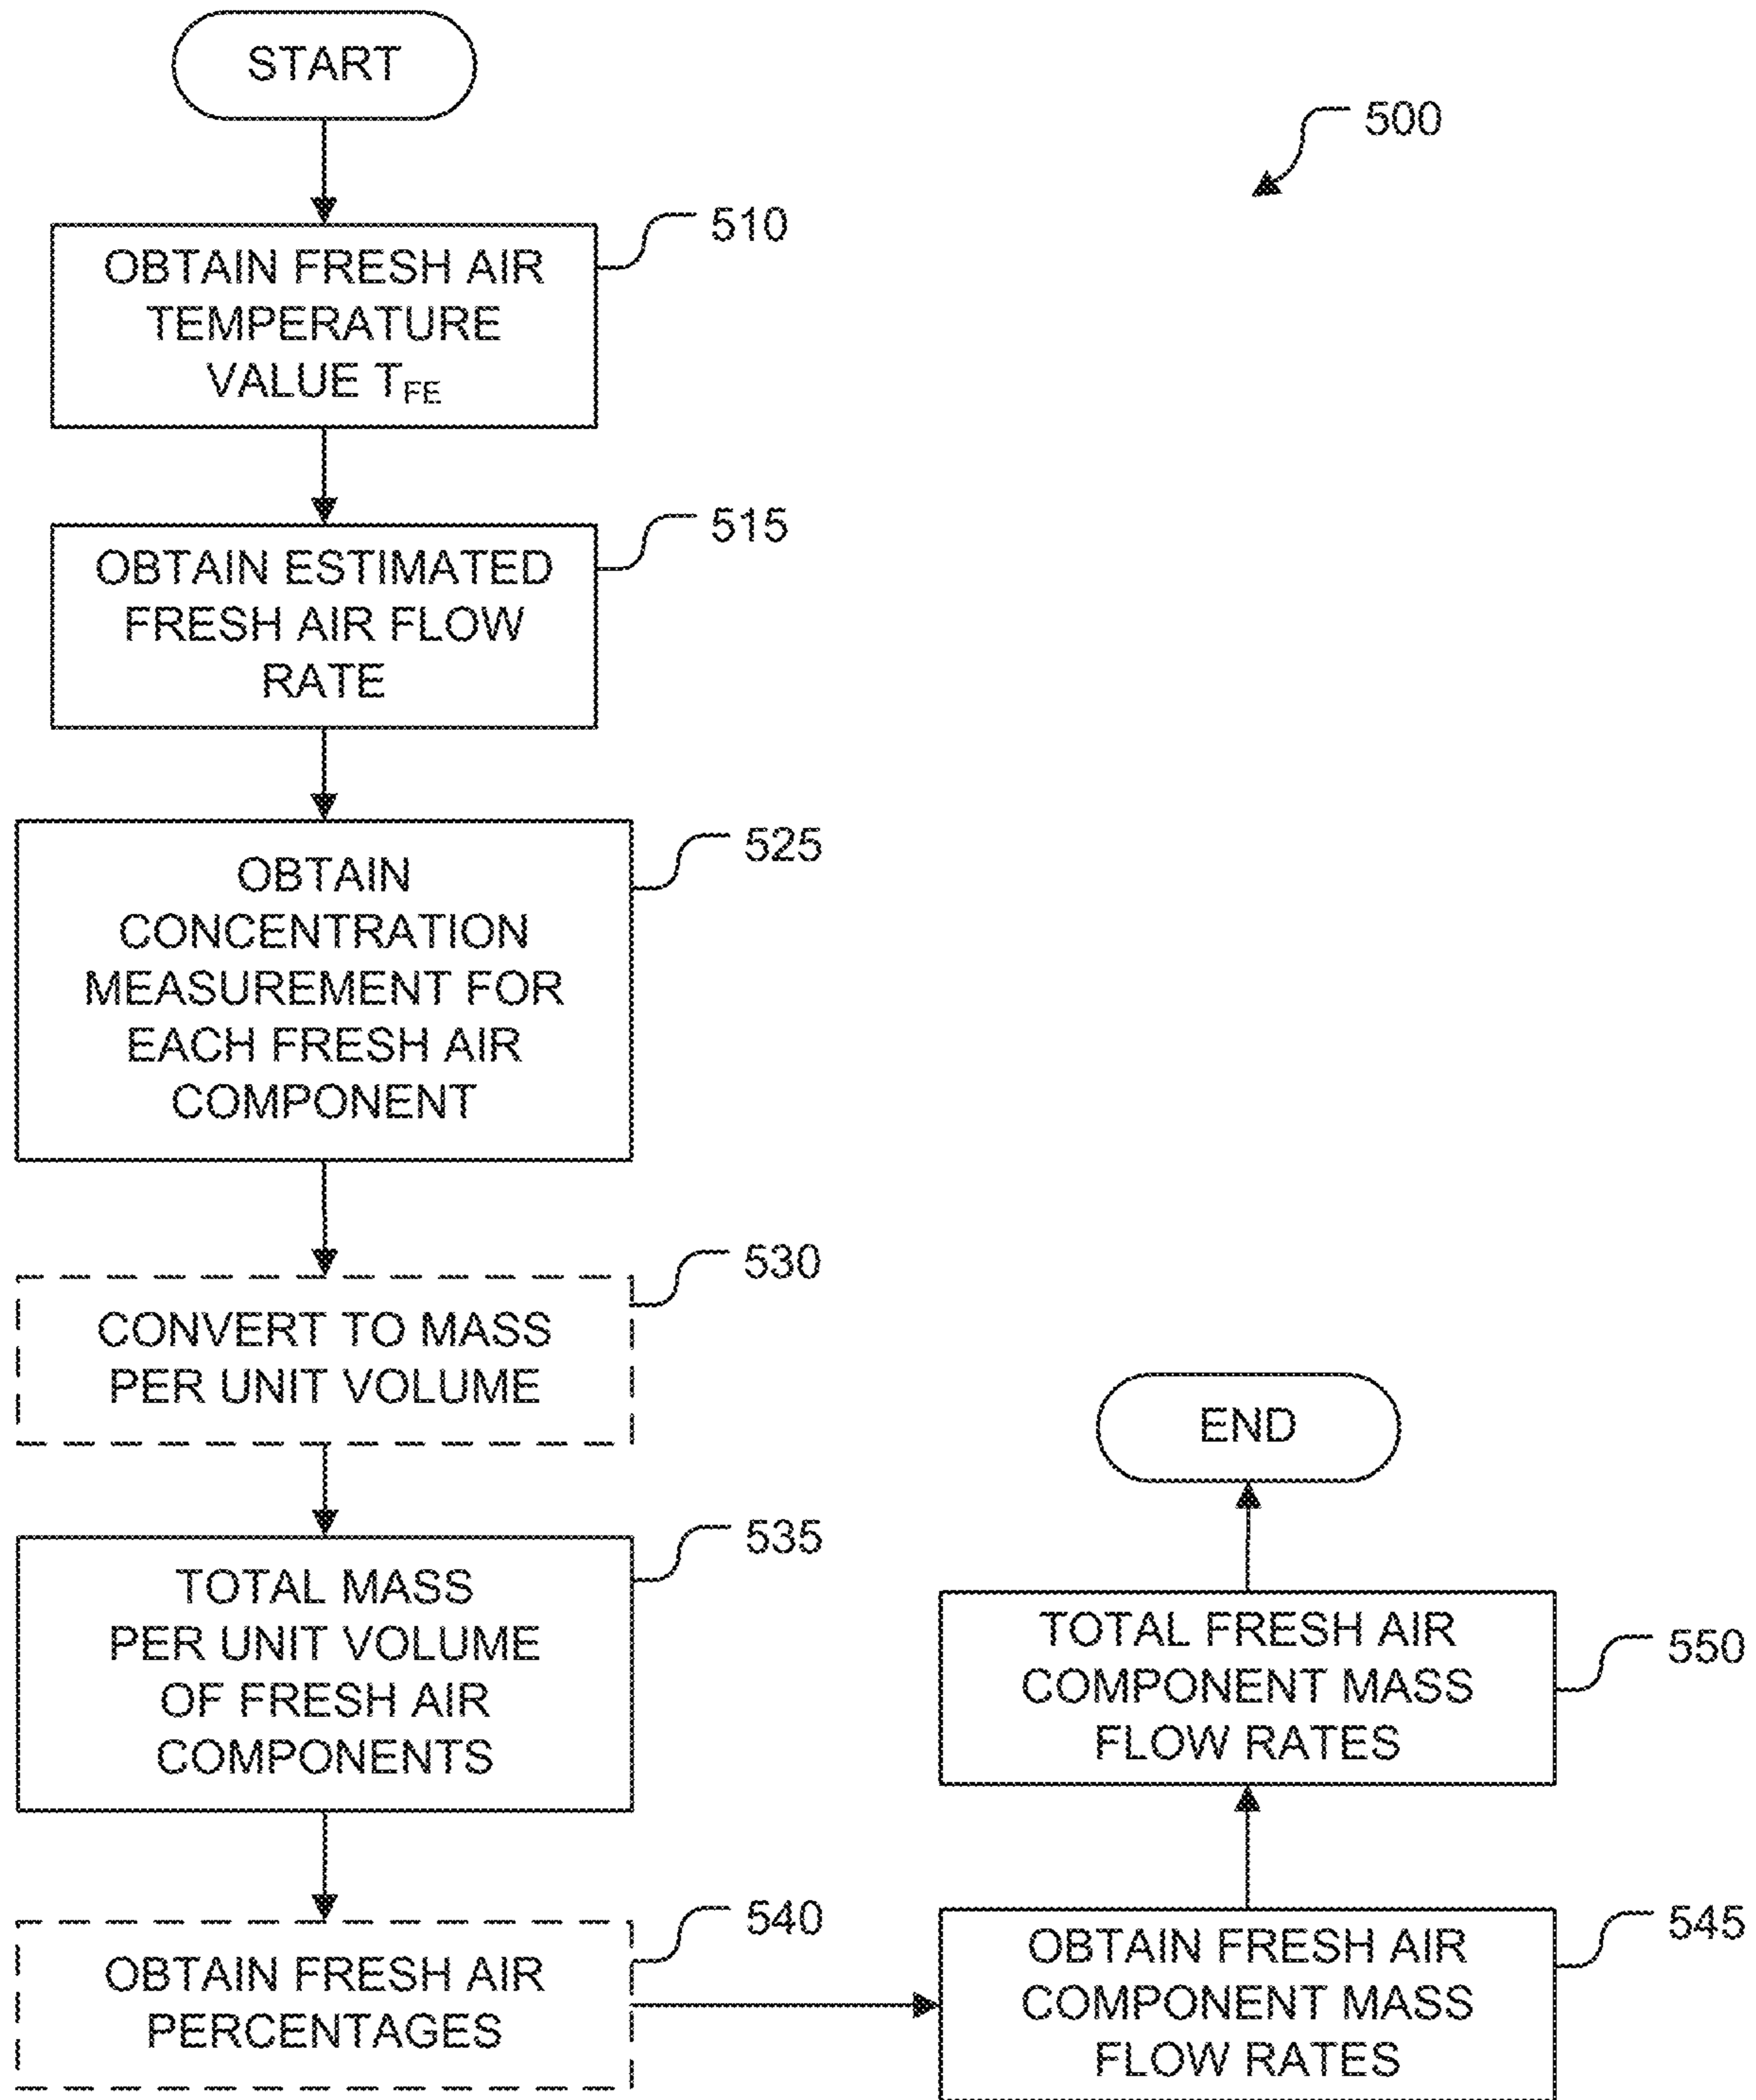 START
500
510
OBTAIN FRESH AIR
TEMPERATURE
VALUE T_FE
515
OBTAIN ESTIMATED
FRESH AIR FLOW
RATE
525
OBTAIN
CONCENTRATION
MEASUREMENT FOR
EACH FRESH AIR
COMPONENT
530
CONVERT TO MASS
PER UNIT VOLUME
535
TOTAL MASS
PER UNIT VOLUME
OF FRESH AIR
COMPONENTS
540
OBTAIN FRESH AIR
PERCENTAGES
545
OBTAIN FRESH AIR
COMPONENT MASS
FLOW RATES
550
TOTAL FRESH AIR
COMPONENT MASS
FLOW RATES
END